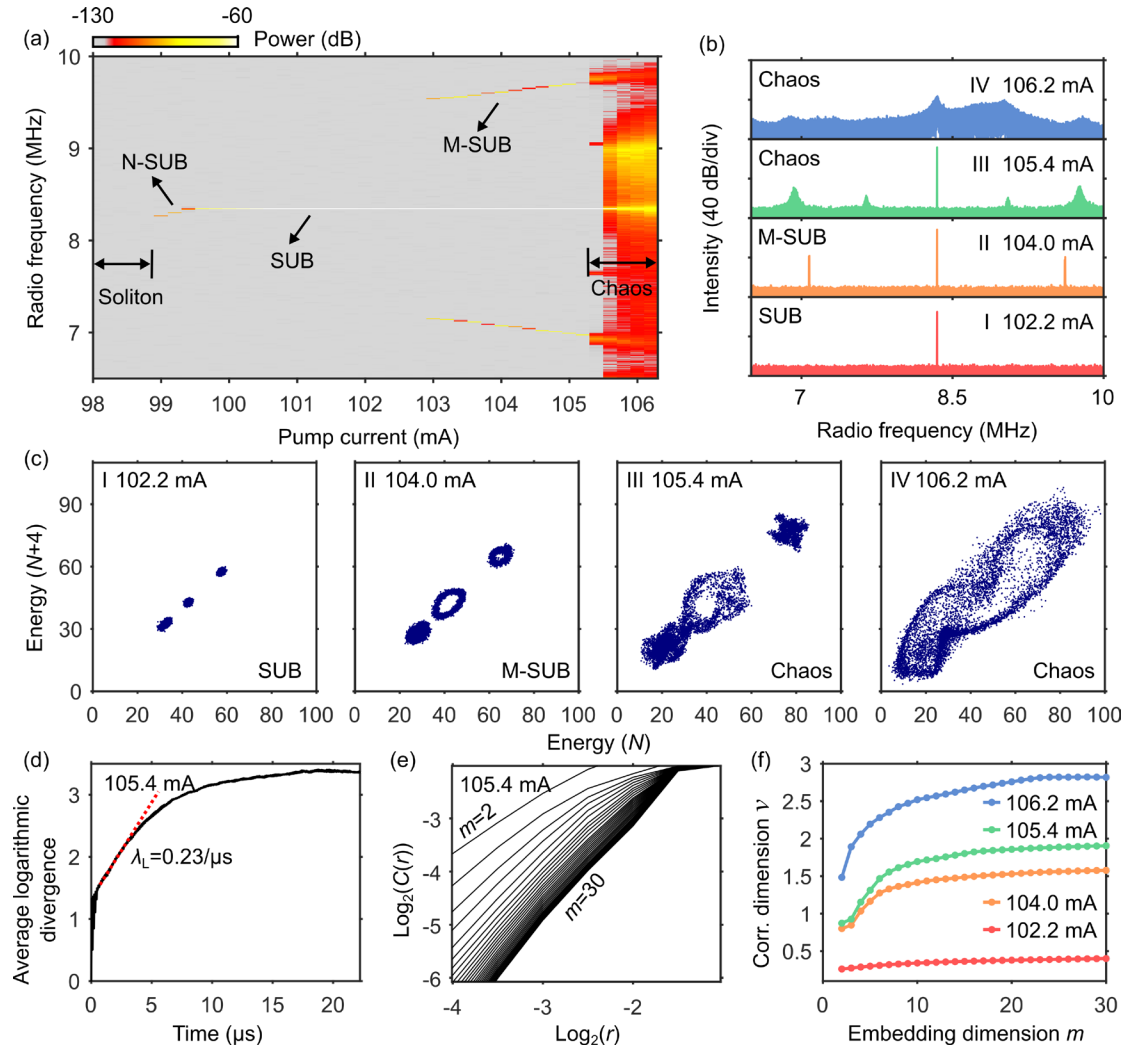 -130 -60
(a) Power (dB)
10
9
8
7
Radio frequency (MHz)
N-SUB
M-SUB
SUB
Soliton
Chaos
98 99 100 101 102 103 104 105 106
Pump current (mA)
(b)
Intensity (40 dB/div)
Chaos IV 106.2 mA
Chaos III 105.4 mA
M-SUB II 104.0 mA
SUB I 102.2 mA
7 8.5 10
Radio frequency (MHz)
(c)
Energy (N+4)
90
60
30
0
I 102.2 mA
SUB
0 20 40 60 80 100
II 104.0 mA
M-SUB
0 20 40 60 80 100
III 105.4 mA
Chaos
0 20 40 60 80 100
IV 106.2 mA
Chaos
0 20 40 60 80 100
Energy (N)
(d)
Average logarithmic
divergence
3
2
1
0
105.4 mA
λL=0.23/μs
0 5 10 15 20
Time (μs)
(e)
Log2(C(r))
-3
-4
-5
-6
105.4 mA
m=2
m=30
-4 -3 -2
Log2(r)
(f)
Corr. dimension ν
3
2.5
2
1.5
1
0.5
106.2 mA
105.4 mA
104.0 mA
102.2 mA
0 10 20 30
Embedding dimension m